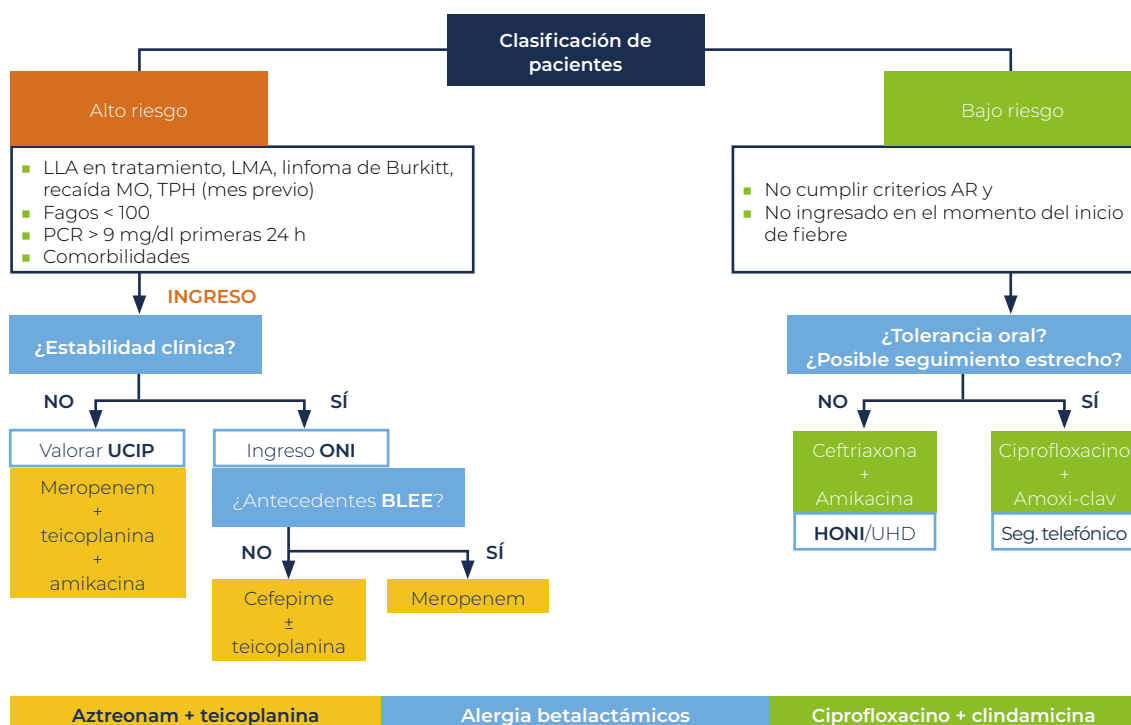 Clasificación de
pacientes
Alto riesgo
LLA en tratamiento, LMA, linfoma de Burkitt,
recaída MO, TPH (mes previo)
Fagos < 100
PCR > 9 mg/dl primeras 24 h
Comorbilidades
INGRESO
¿Estabilidad clínica?
NO
SÍ
Valorar UCIP
Meropenem
+
teicoplanina
+
amikacina
Ingreso ONI
¿Antecedentes BLEE?
NO
SÍ
Cefepime
±
teicoplanina
Meropenem
Bajo riesgo
No cumplir criterios AR y
No ingresado en el momento del inicio
de fiebre
¿Tolerancia oral?
¿Posible seguimiento estrecho?
NO
SÍ
Ceftriaxona
+
Amikacina
HONI/UHD
Ciprofloxacino
+
Amoxi-clav
Seg. telefónico
Aztreonam + teicoplanina
Alergia betalactámicos
Ciprofloxacino + clindamicina